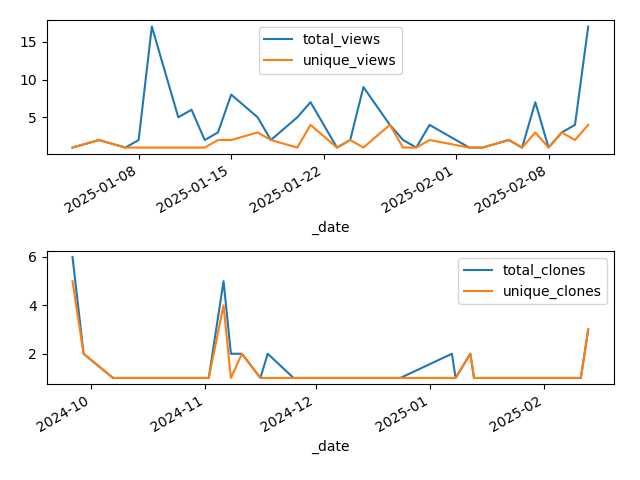 15
10
5
total_views
unique_views
2025-01-08
2025-01-15
2025-01-22
2025-02-01
2025-02-08
_date
6
4
2
total_clones
unique_clones
2024-10
2024-11
2024-12
2025-01
2025-02
_date